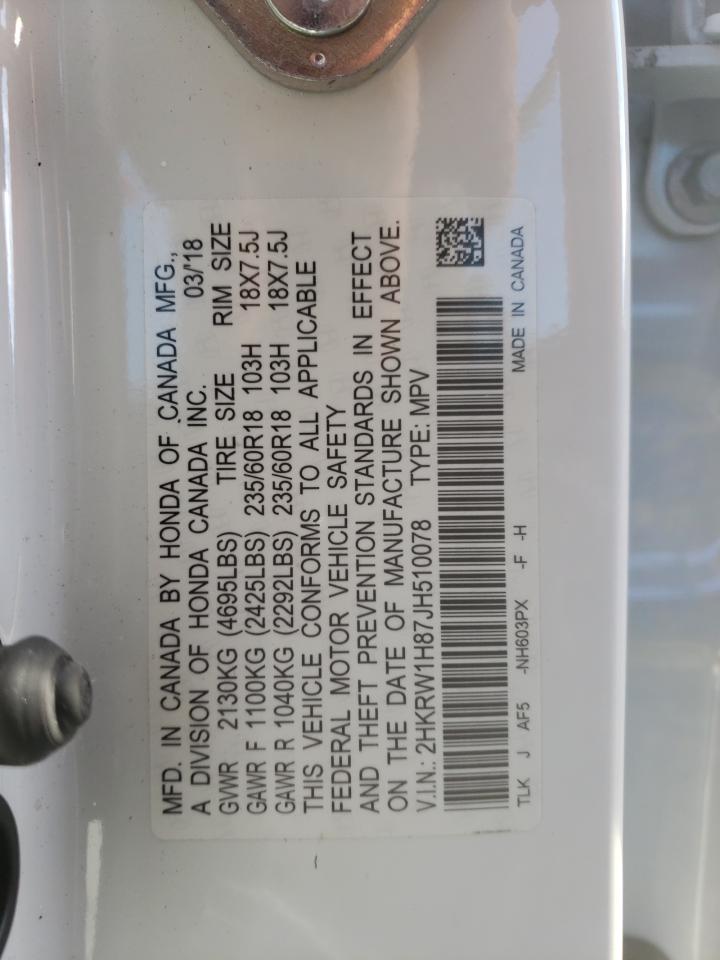 MFD. IN CANADA BY HONDA OF CANADA MFG.,
A DIVISION OF HONDA CANADA INC. 03/'18
GVWR 2130KG (4695LBS) TIRE SIZE RIM SIZE
GAWR F 1100KG (2425LBS) 235/60R18 103H 18X7.5J
GAWR R 1040KG (2292LBS) 235/60R18 103H 18X7.5J
THIS VEHICLE CONFORMS TO ALL APPLICABLE
FEDERAL MOTOR VEHICLE SAFETY
AND THEFT PREVENTION STANDARDS IN EFFECT
ON THE DATE OF MANUFACTURE SHOWN ABOVE.
V.I.N.: 2HKRW1H87JH510078 TYPE: MPV
TLK J AF5 -NH603PX -F -H MADE IN CANADA